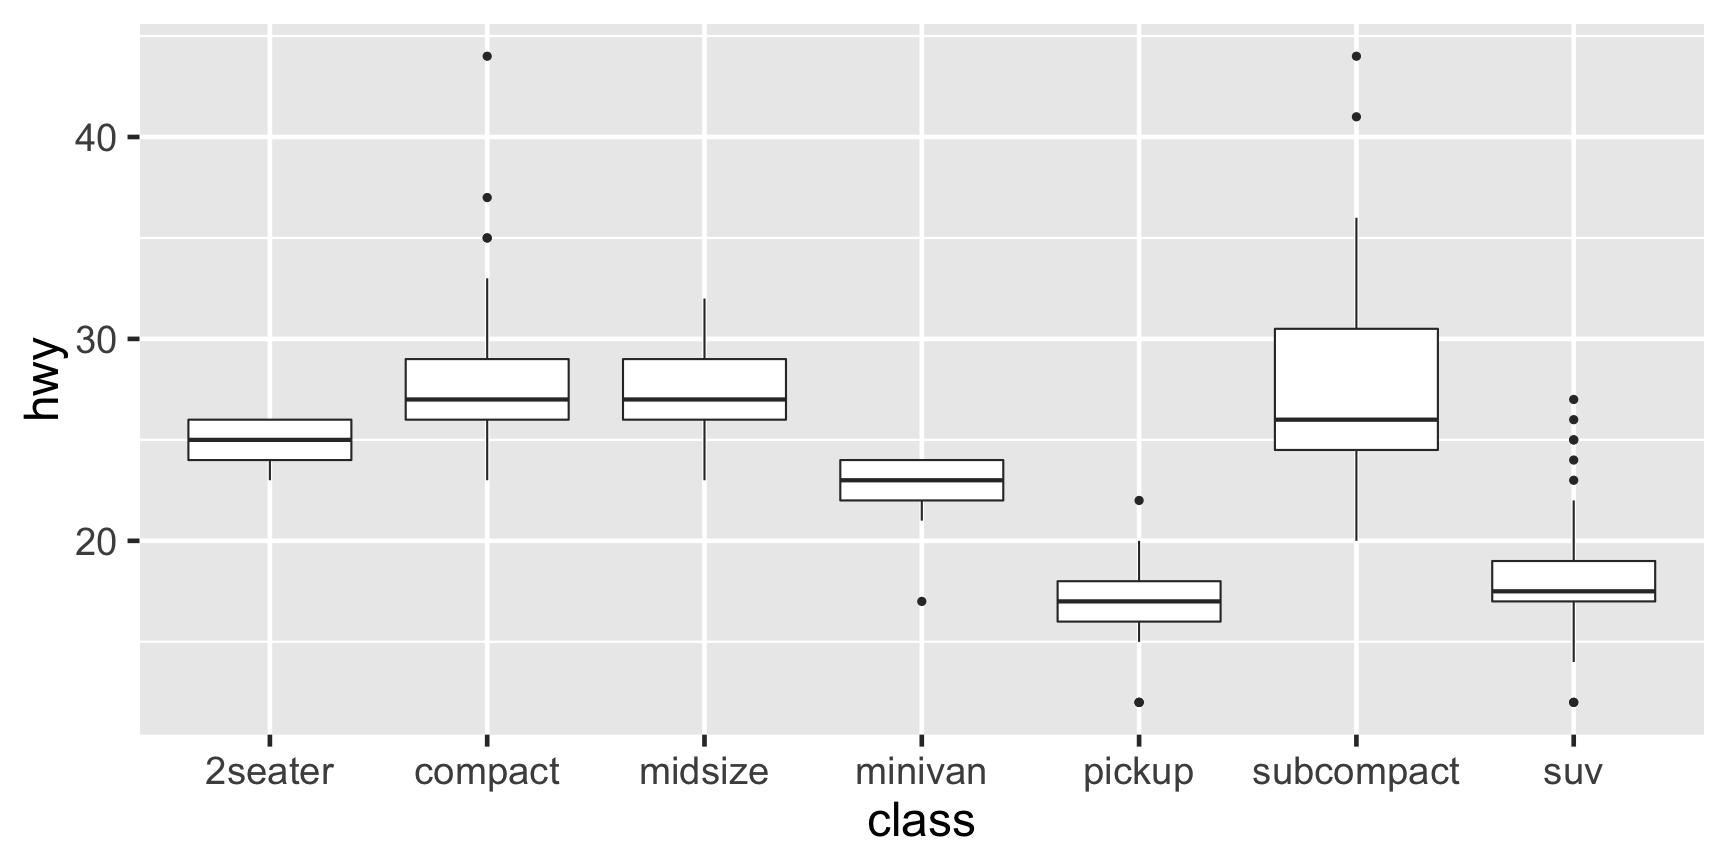 hwy
40
30
20
2seater compact midsize minivan pickup subcompact suv
class